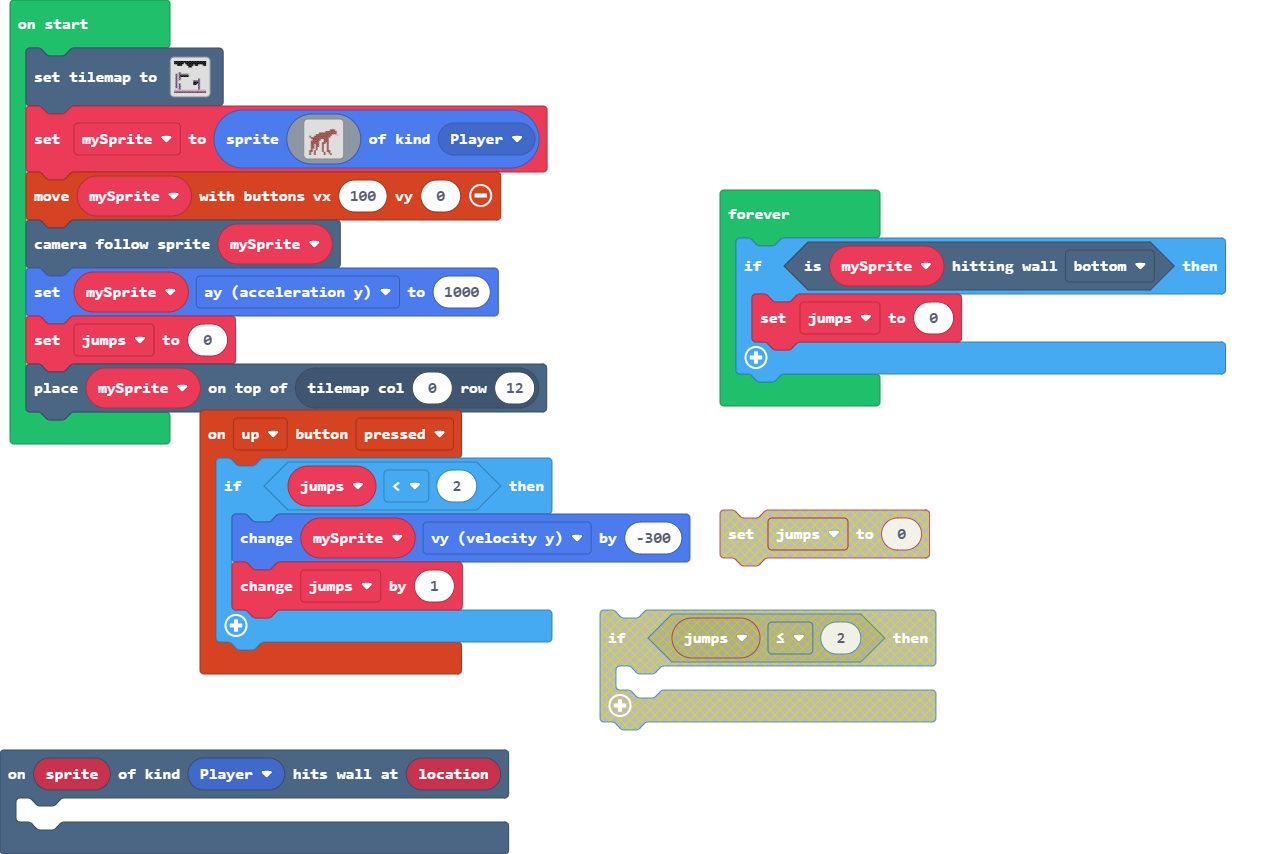 on start
set tilemap to
set mySprite to sprite of kind Player
move mySprite with buttons vx 100 vy 0
camera follow sprite mySprite
set mySprite ay (acceleration y) to 1000
set jumps to 0
place mySprite on top of tilemap col 0 row 12
on up button pressed
if jumps < 2 then
change mySprite vy (velocity y) by -300
change jumps by 1
forever
if is mySprite hitting wall bottom then
set jumps to 0
set jumps to 0
if jumps ≤ 2 then
on sprite of kind Player hits wall at location